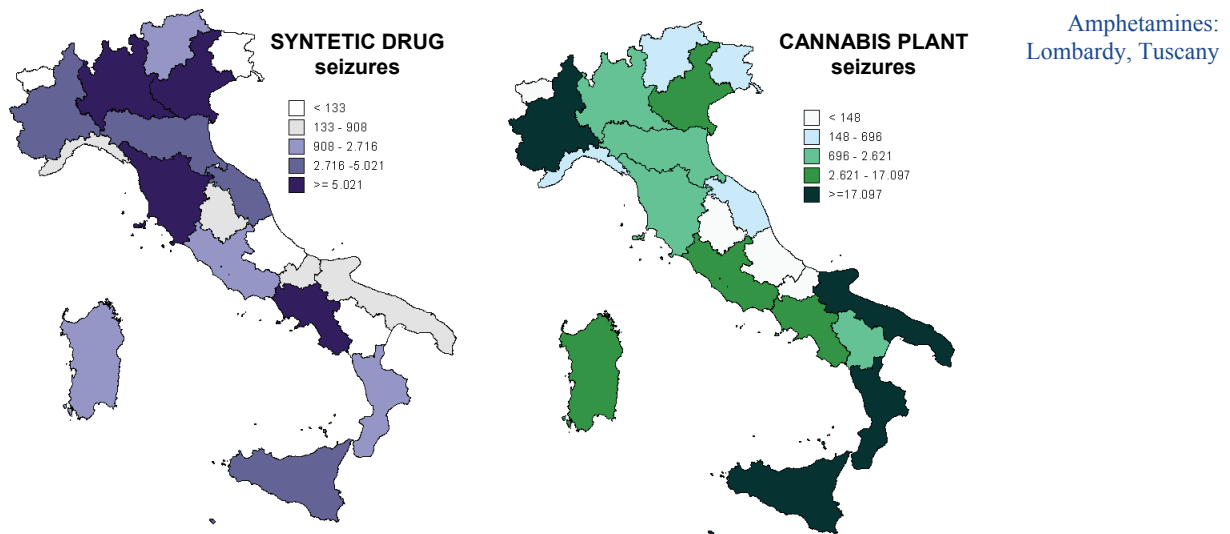 SYNTETIC DRUG
seizures
< 133
133 - 908
908 - 2.716
2.716 -5.021
>= 5.021
CANNABIS PLANT
seizures
< 148
148 - 696
696 - 2.621
2.621 - 17.097
>=17.097
Amphetamines:
Lombardy, Tuscany